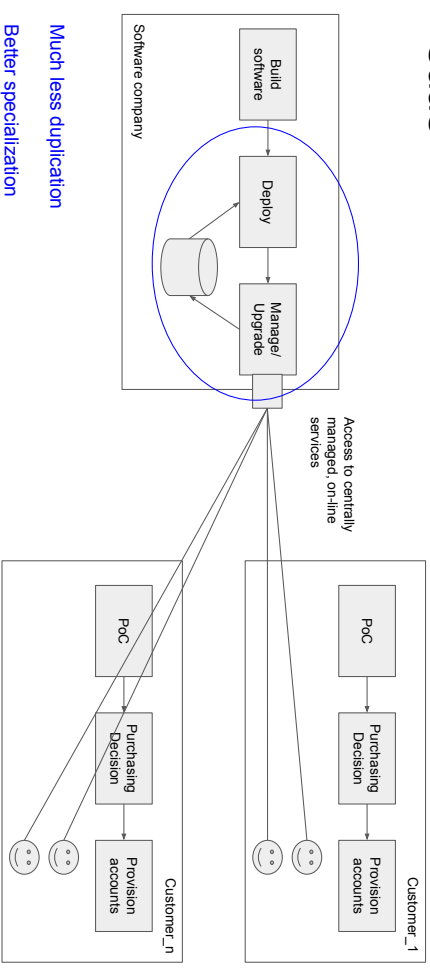 Build
software
Deploy
Manage/
Upgrade
Software company
Access to centrally
managed, on-line
services
PoC
Purchasing
Decision
Provision
accounts
Customer_1
PoC
Purchasing
Decision
Provision
accounts
Customer_n
Much less duplication
Better specialization